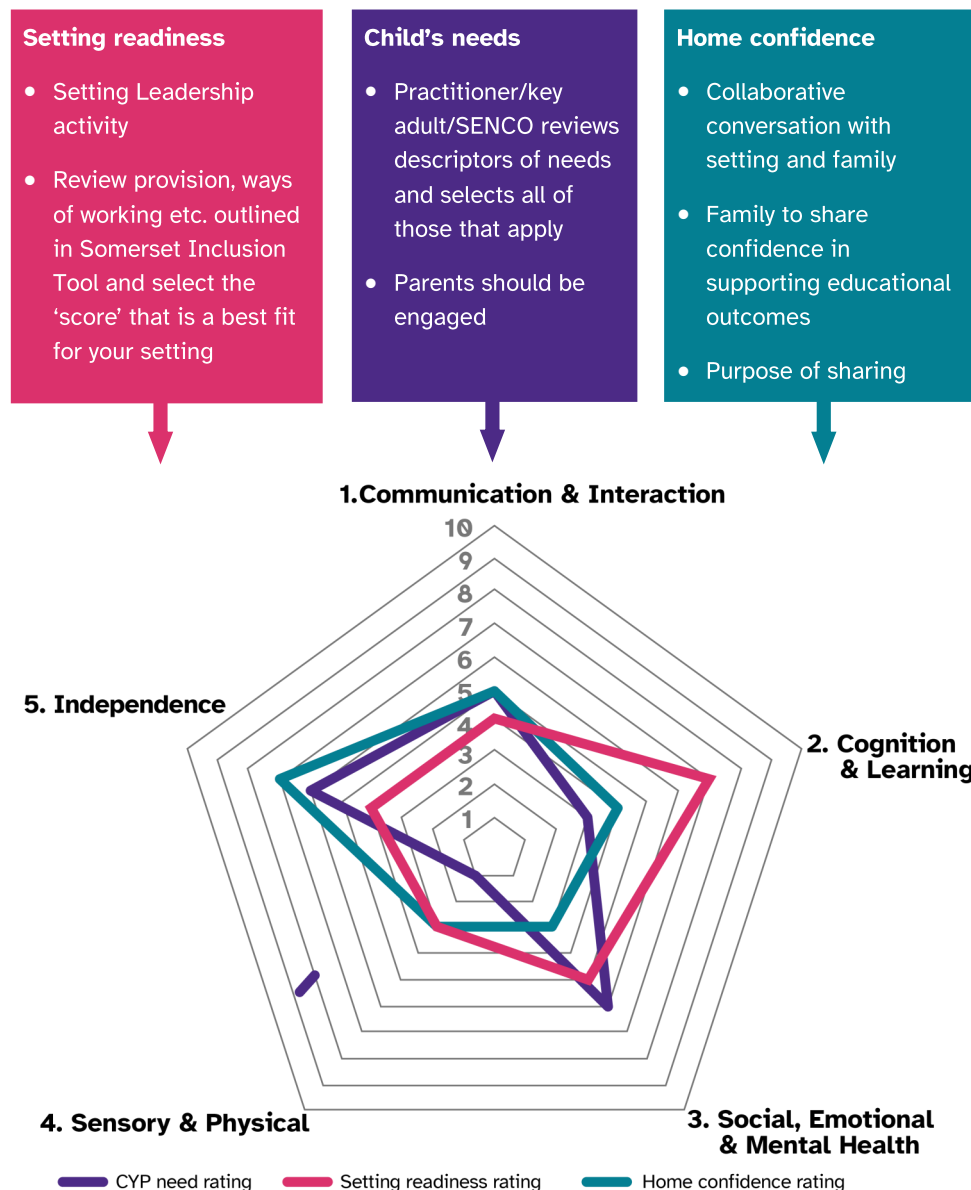 Setting readiness
• Setting Leadership
activity
• Review provision, ways
of working etc. outlined
in Somerset Inclusion
Tool and select the
‘score’ that is a best fit
for your setting
Child’s needs
• Practitioner/key
adult/SENCO reviews
descriptors of needs
and selects all of
those that apply
• Parents should be
engaged
Home confidence
• Collaborative
conversation with
setting and family
• Family to share
confidence in
supporting educational
outcomes
• Purpose of sharing
1.Communication & Interaction
10
9
8
7
6
5
4
3
2
1
5. Independence
2. Cognition
& Learning
4. Sensory & Physical
3. Social, Emotional
& Mental Health
CYP need rating
Setting readiness rating
Home confidence rating